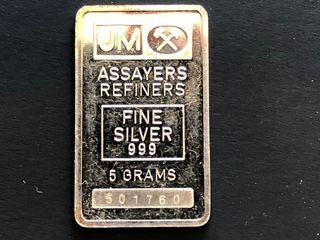 JM
ASSAYERS
REFINERS
FINE
SILVER
999
5 GRAMS
501760